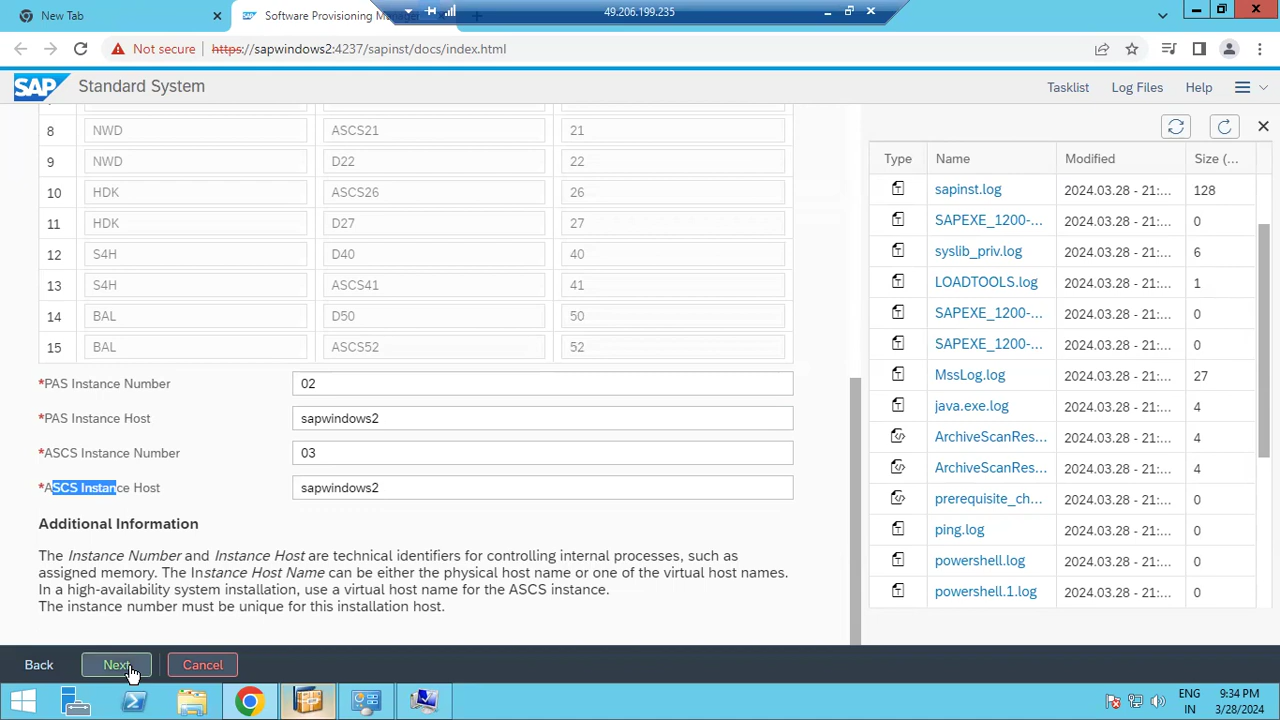 New Tab
Software Provisioning Mana
49.206.199.235
Not secure https://sapwindows2:4237/sapinst/docs/index.html
SAP Standard System Tasklist Log Files Help
8 NWD ASCS21 21
9 NWD D22 22
10 HDK ASCS26 26
11 HDK D27 27
12 S4H D40 40
13 S4H ASCS41 41
14 BAL D50 50
15 BAL ASCS52 52
*PAS Instance Number 02
*PAS Instance Host sapwindows2
*ASCS Instance Number 03
*ASCS Instance Host sapwindows2
Additional Information
The Instance Number and Instance Host are technical identifiers for controlling internal processes, such as
assigned memory. The Instance Host Name can be either the physical host name or one of the virtual host names.
In a high-availability system installation, use a virtual host name for the ASCS instance.
The instance number must be unique for this installation host.
Type Name Modified Size (...
sapinst.log 2024.03.28 - 21:... 128
SAPEXE_1200-... 2024.03.28 - 21:... 0
syslib_priv.log 2024.03.28 - 21:... 6
LOADTOOLS.log 2024.03.28 - 21:... 1
SAPEXE_1200-... 2024.03.28 - 21:... 0
SAPEXE_1200-... 2024.03.28 - 21:... 0
MssLog.log 2024.03.28 - 21:... 27
java.exe.log 2024.03.28 - 21:... 4
ArchiveScanRes... 2024.03.28 - 21:... 4
ArchiveScanRes... 2024.03.28 - 21:... 4
prerequisite_ch... 2024.03.28 - 21:... 0
ping.log 2024.03.28 - 21:... 0
powershell.log 2024.03.28 - 21:... 0
powershell.1.log 2024.03.28 - 21:... 0
Back Next Cancel
ENG
IN
9:34 PM
3/28/2024